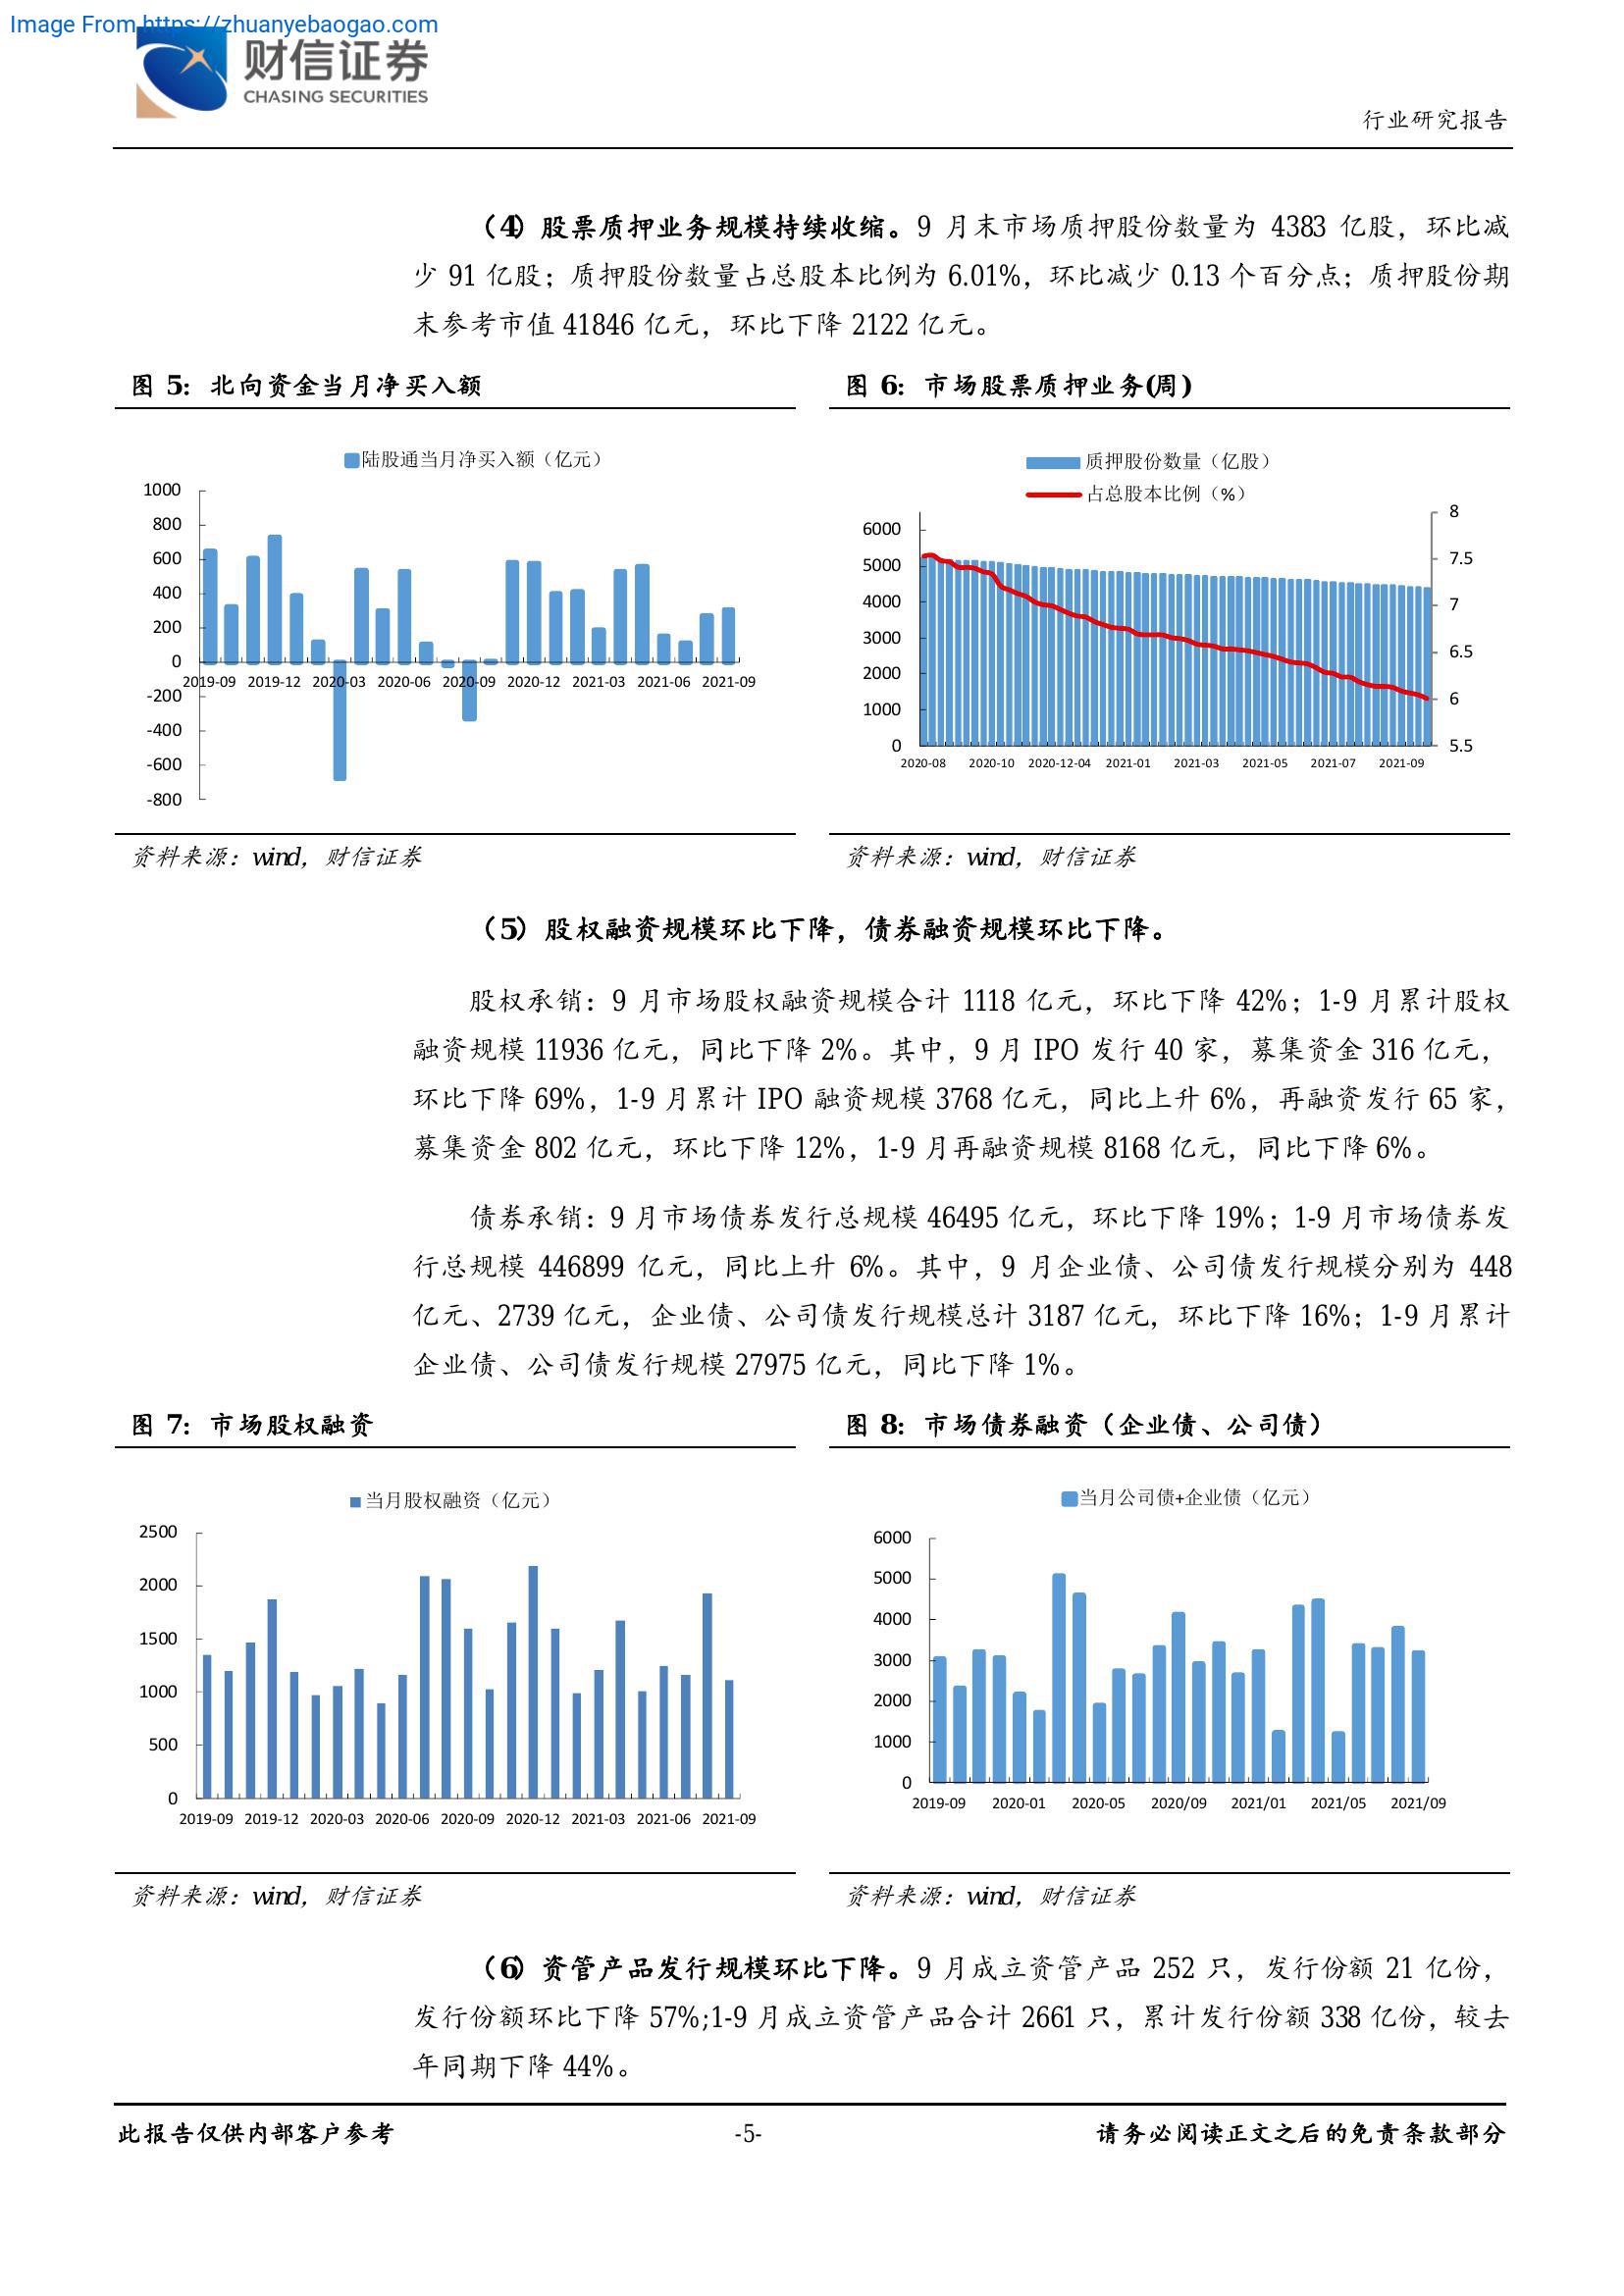 Image From https://zhuanyebaogao.com
财信证券
CHASING SECURITIES
行业研究报告
（4）股票质押业务规模持续收缩。9 月末市场质押股份数量为 4383 亿股，环比减
少 91 亿股；质押股份数量占总股本比例为 6.01%，环比减少 0.13 个百分点；质押股份期
末参考市值 41846 亿元，环比下降 2122 亿元。
图 5：北向资金当月净买入额
陆股通当月净买入额（亿元）
1000
800
600
400
200
0
-200
-400
-600
-800
2019-09 2019-12 2020-03 2020-06 2020-09 2020-12 2021-03 2021-06 2021-09
资料来源：wind，财信证券
图 6：市场股票质押业务(周)
质押股份数量（亿股）
占总股本比例（%）
6000
5000
4000
3000
2000
1000
0
8
7.5
7
6.5
6
5.5
2020-08 2020-10 2020-12-04 2021-01 2021-03 2021-05 2021-07 2021-09
资料来源：wind，财信证券
（5）股权融资规模环比下降，债券融资规模环比下降。
股权承销：9 月市场股权融资规模合计 1118 亿元，环比下降 42%；1-9 月累计股权
融资规模 11936 亿元，同比下降 2%。其中，9 月 IPO 发行 40 家，募集资金 316 亿元，
环比下降 69%，1-9 月累计 IPO 融资规模 3768 亿元，同比上升 6%，再融资发行 65 家，
募集资金 802 亿元，环比下降 12%，1-9 月再融资规模 8168 亿元，同比下降 6%。
债券承销：9 月市场债券发行总规模 46495 亿元，环比下降 19%；1-9 月市场债券发
行总规模 446899 亿元，同比上升 6%。其中，9 月企业债、公司债发行规模分别为 448
亿元、2739 亿元，企业债、公司债发行规模总计 3187 亿元，环比下降 16%；1-9 月累计
企业债、公司债发行规模 27975 亿元，同比下降 1%。
图 7：市场股权融资
当月股权融资（亿元）
2500
2000
1500
1000
500
0
2019-09 2019-12 2020-03 2020-06 2020-09 2020-12 2021-03 2021-06 2021-09
资料来源：wind，财信证券
图 8：市场债券融资（企业债、公司债）
当月公司债+企业债（亿元）
6000
5000
4000
3000
2000
1000
0
2019-09 2020-01 2020-05 2020/09 2021/01 2021/05 2021/09
资料来源：wind，财信证券
（6）资管产品发行规模环比下降。9 月成立资管产品 252 只，发行份额 21 亿份，
发行份额环比下降 57%;1-9 月成立资管产品合计 2661 只，累计发行份额 338 亿份，较去
年同期下降 44%。
此报告仅供内部客户参考
-5-
请务必阅读正文之后的免责条款部分